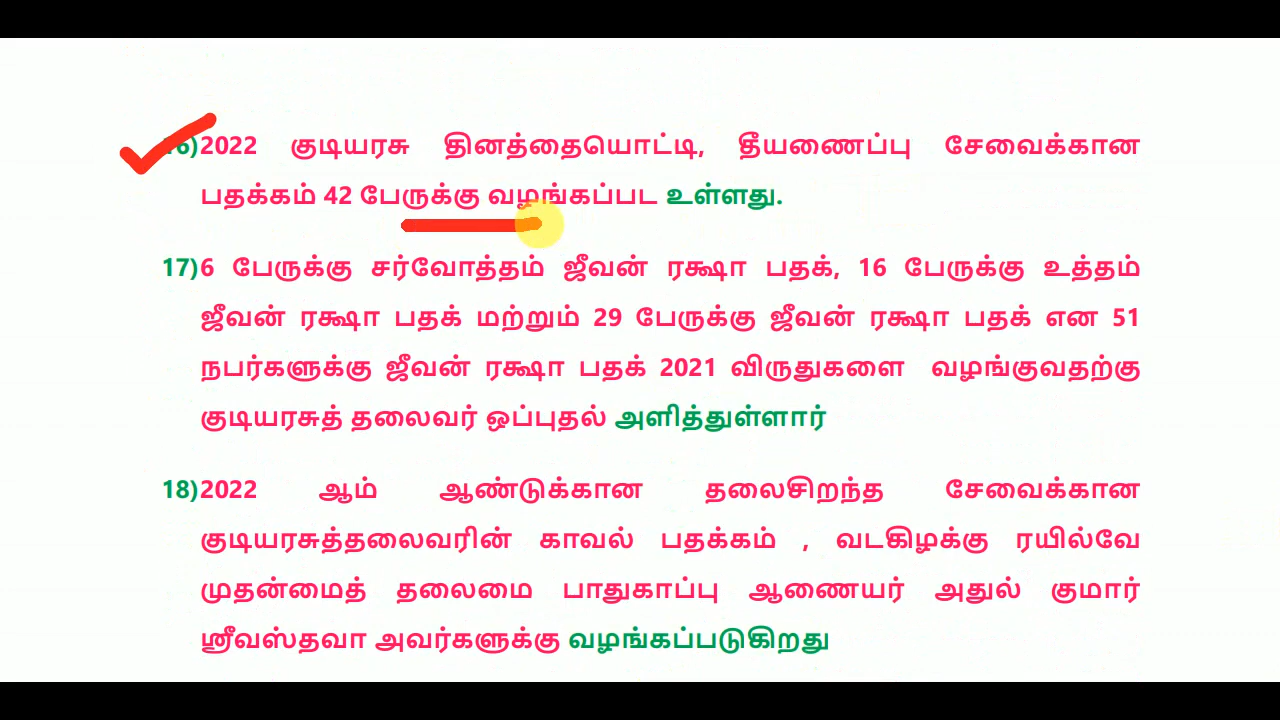 16)2022 குடியரசு தினத்தையொட்டி, தீயணைப்பு சேவைக்கான
பதக்கம் 42 பேருக்கு வழங்கப்பட உள்ளது.
17)6 பேருக்கு சர்வோத்தம் ஜீவன் ரக்ஷா பதக், 16 பேருக்கு உத்தம்
ஜீவன் ரக்ஷா பதக் மற்றும் 29 பேருக்கு ஜீவன் ரக்ஷா பதக் என 51
நபர்களுக்கு ஜீவன் ரக்ஷா பதக் 2021 விருதுகளை வழங்குவதற்கு
குடியரசுத் தலைவர் ஒப்புதல் அளித்துள்ளார்
18)2022 ஆம் ஆண்டுக்கான தலைசிறந்த சேவைக்கான
குடியரசுத்தலைவரின் காவல் பதக்கம் , வடகிழக்கு ரயில்வே
முதன்மைத் தலைமை பாதுகாப்பு ஆணையர் அதுல் குமார்
ஸ்ரீவஸ்தவா அவர்களுக்கு வழங்கப்படுகிறது